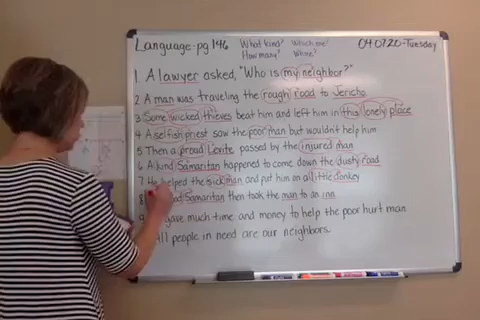 Language - pg 146 What kind? Which one? 04.07.20 - Tuesday
How many? Whose?
1. A lawyer asked, "Who is my neighbor?"
2. A man was traveling the rough road to Jericho.
3. Some wicked thieves beat him and left him in this lonely place
4. A selfish priest saw the poor man but wouldn't help him
5. Then a proud Levite passed by the injured man
6. A kind Samaritan happened to come down the dusty road
7. He helped the sick man and put him on a little donkey
8. Samaritan then took the man to an inn
gave much time and money to help the poor hurt man
All people in need are our neighbors.